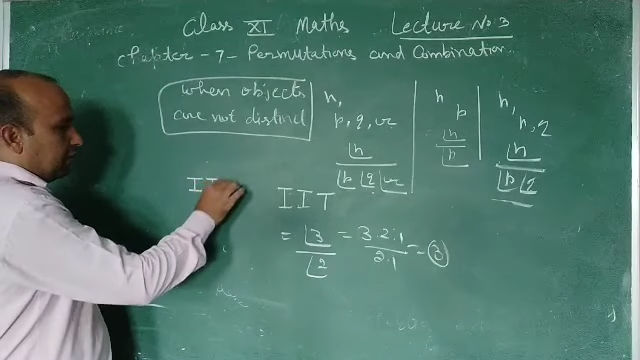 Class XI Maths Lecture No. 3
Chapter - 7 - Permutations and Combination
when objects
are not distinct
n,
p, q, r
⌊n
⌊p ⌊q ⌊r
n
p
⌊n
⌊p
n,
p, q
⌊n
⌊p ⌊q
II
IIT
= ⌊3 = 3·2·1 = 3
⌊2 2·1